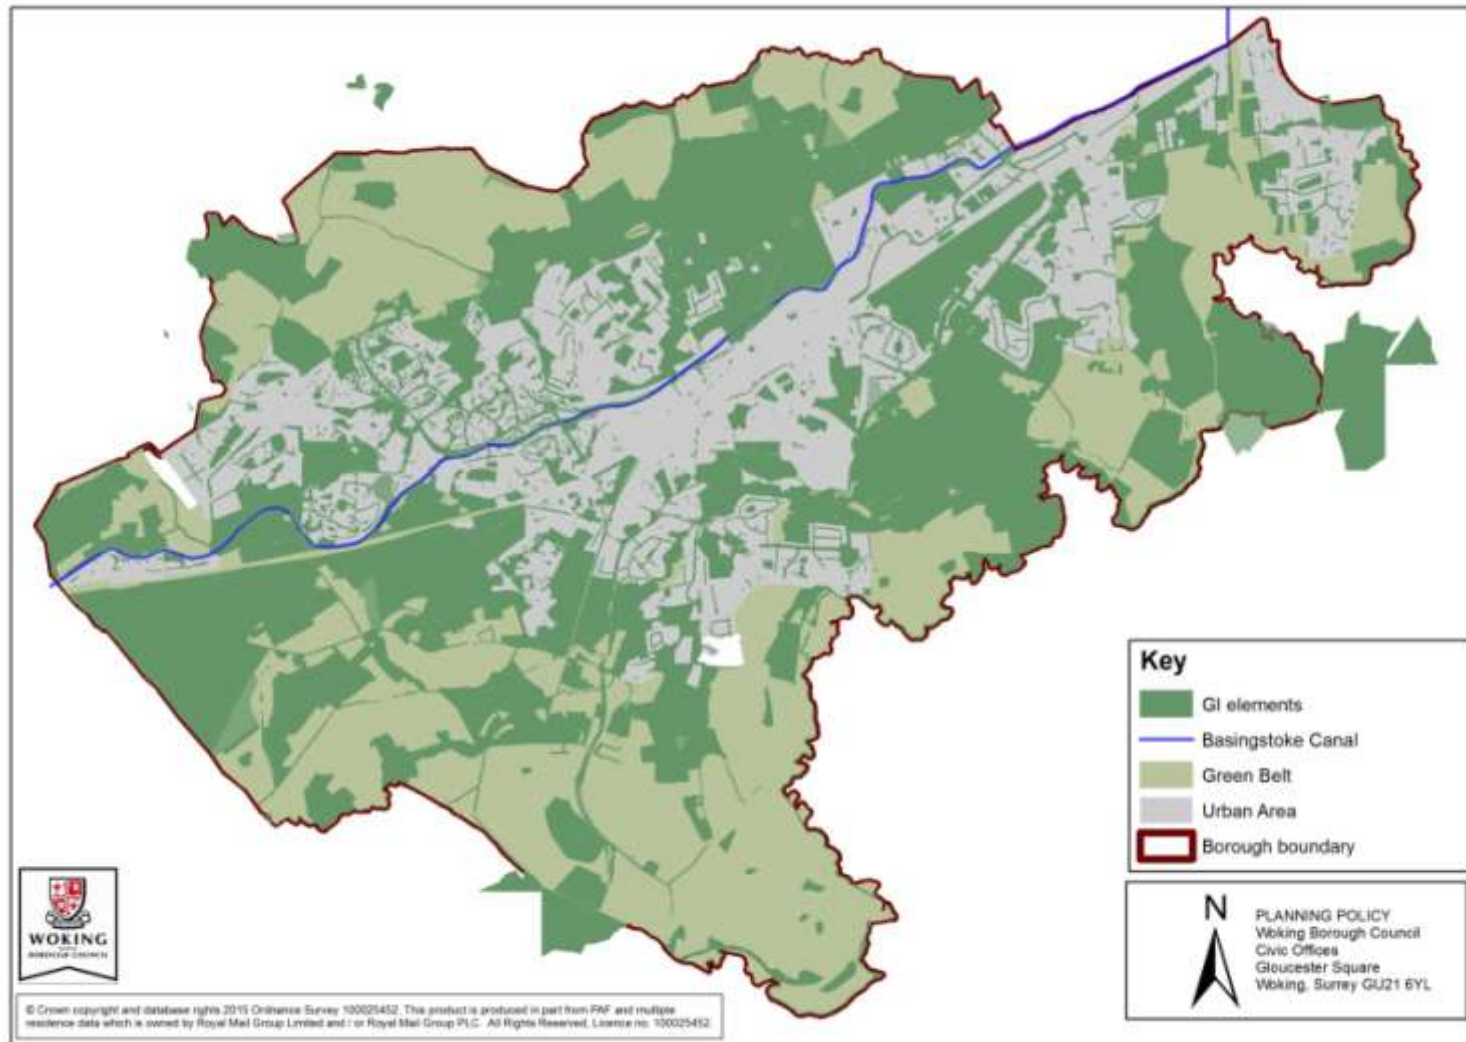 Key
GI elements
Basingstoke Canal
Green Belt
Urban Area
Borough boundary
N
PLANNING POLICY
Woking Borough Council
Civic Offices
Gloucester Square
Woking, Surrey GU21 6YL
WOKING
BOROUGH COUNCIL
© Crown copyright and database rights 2015 Ordnance Survey 100025452. This product is produced in part from PAF and multiple
residence data which is owned by Royal Mail Group Limited and / or Royal Mail Group PLC. All Rights Reserved, Licence no. 100025452.